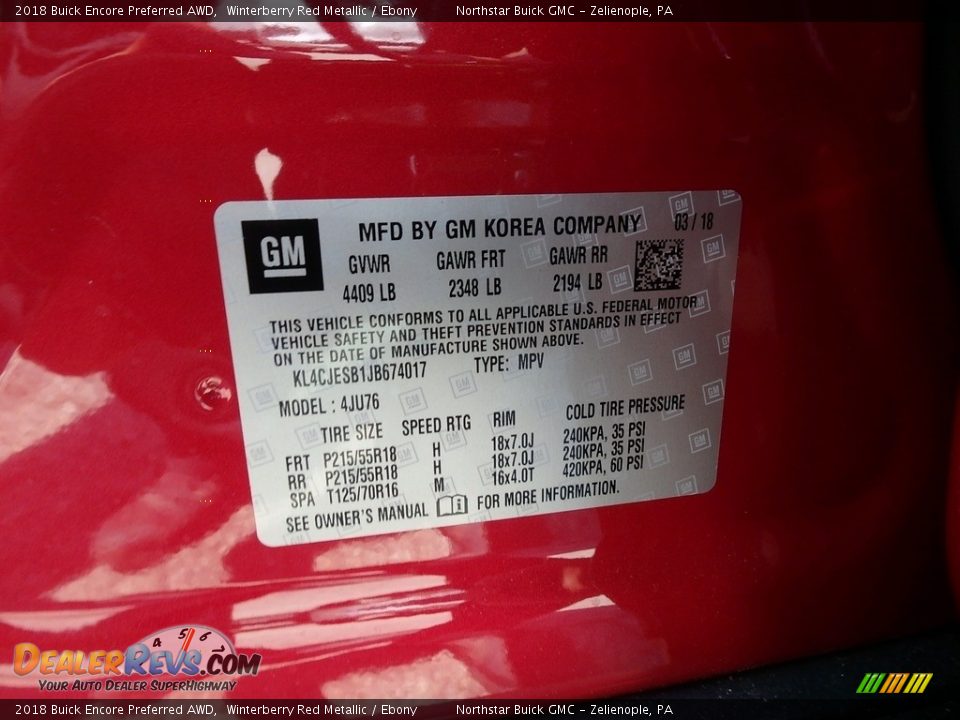 2018 Buick Encore Preferred AWD, Winterberry Red Metallic / Ebony Northstar Buick GMC - Zelienople, PA
GM MFD BY GM KOREA COMPANY 03 / 18
GVWR GAWR FRT GAWR RR
4409 LB 2348 LB 2194 LB
THIS VEHICLE CONFORMS TO ALL APPLICABLE U.S. FEDERAL MOTOR
VEHICLE SAFETY AND THEFT PREVENTION STANDARDS IN EFFECT
ON THE DATE OF MANUFACTURE SHOWN ABOVE.
KL4CJESB1JB674017 TYPE: MPV
MODEL : 4JU76
TIRE SIZE SPEED RTG RIM COLD TIRE PRESSURE
FRT P215/55R18 H 18x7.0J 240KPA, 35 PSI
RR P215/55R18 H 18x7.0J 240KPA, 35 PSI
SPA T125/70R16 M 16x4.0T 420KPA, 60 PSI
SEE OWNER'S MANUAL FOR MORE INFORMATION.
4 5 6
DEALERREVS.COM
YOUR AUTO DEALER SUPERHIGHWAY
2018 Buick Encore Preferred AWD, Winterberry Red Metallic / Ebony Northstar Buick GMC - Zelienople, PA